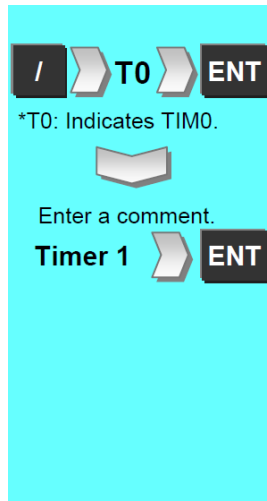 / T0 ENT
*T0: Indicates TIM0.
Enter a comment.
Timer 1 ENT